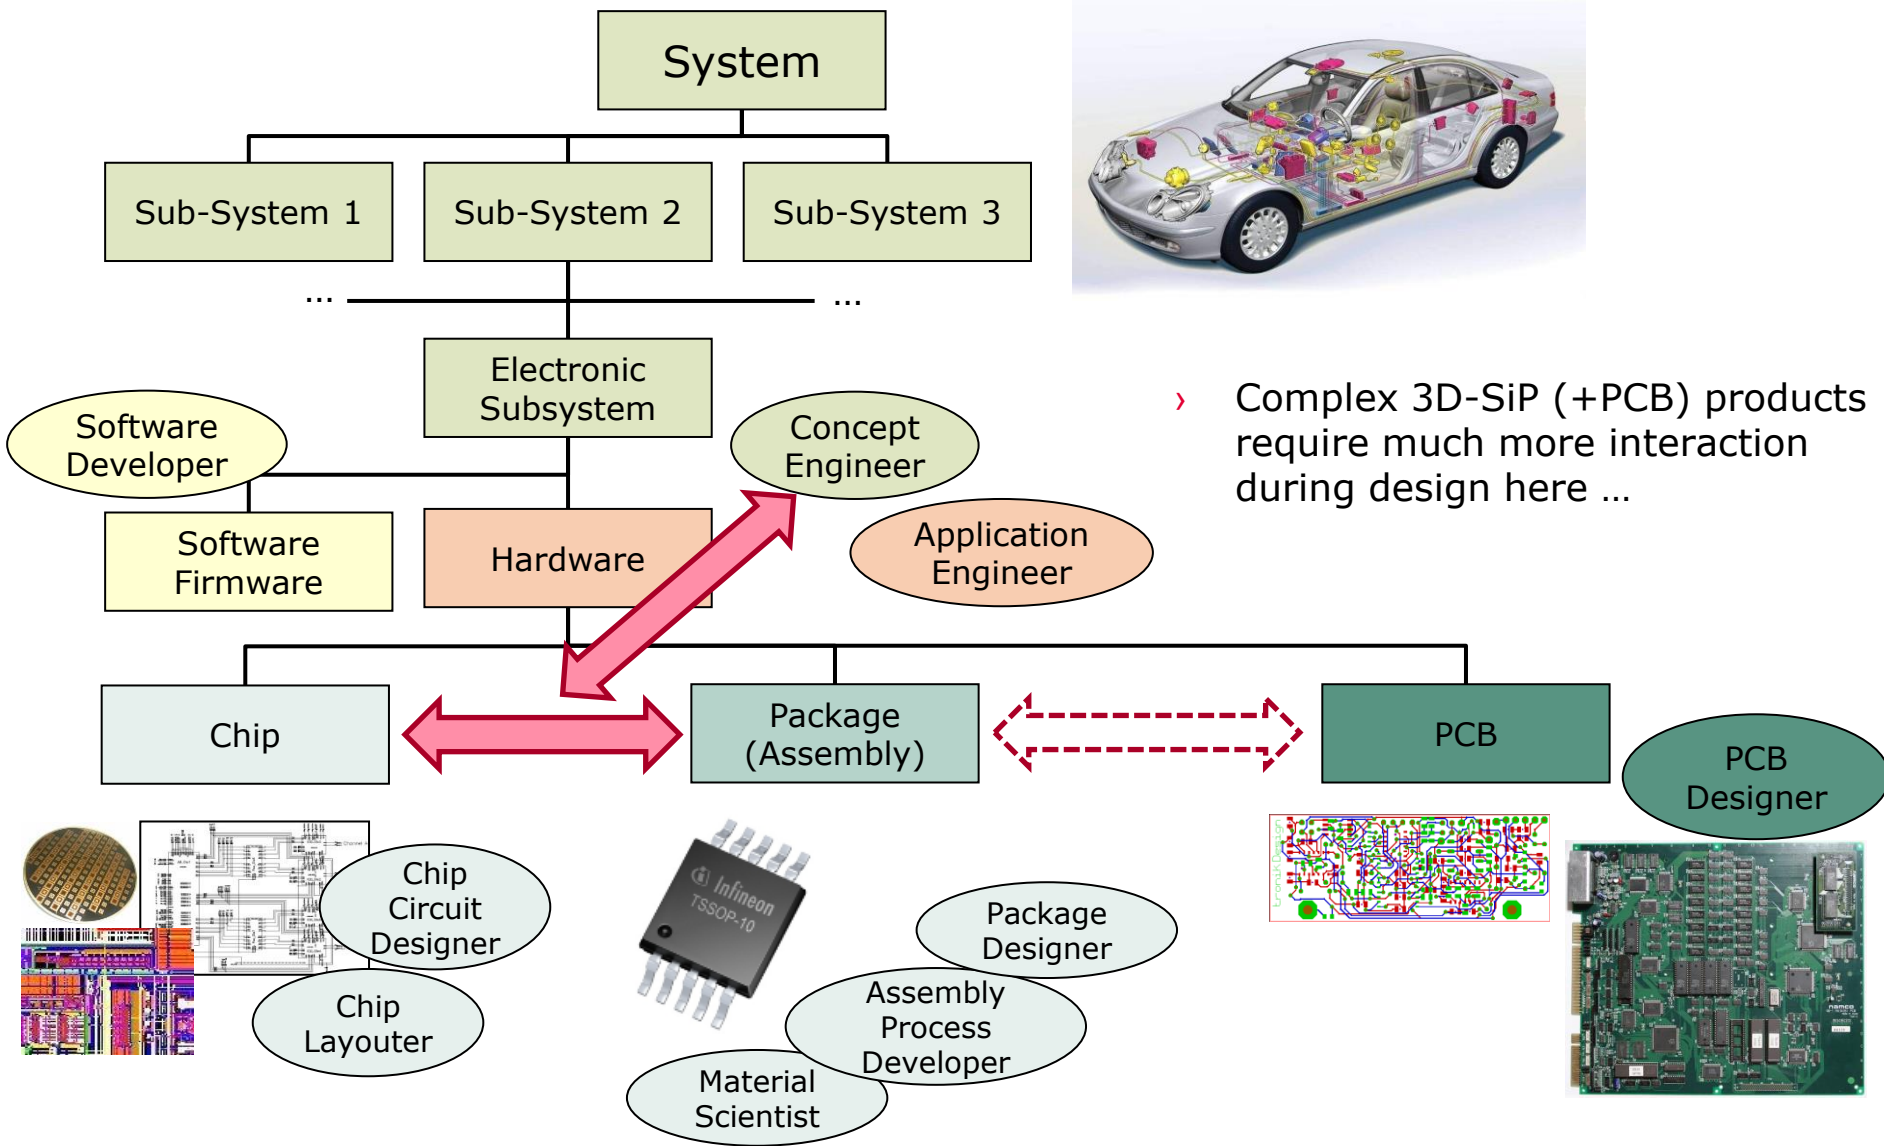 System
Sub-System 1
Sub-System 2
Sub-System 3
...
...
Electronic
Subsystem
Software
Developer
Concept
Engineer
› Complex 3D-SiP (+PCB) products
require much more interaction
during design here ...
Software
Firmware
Hardware
Application
Engineer
Chip
Package
(Assembly)
PCB
PCB
Designer
Chip
Circuit
Designer
Chip
Layouter
Infineon
TSSOP-10
Package
Designer
Assembly
Process
Developer
Material
Scientist
namco